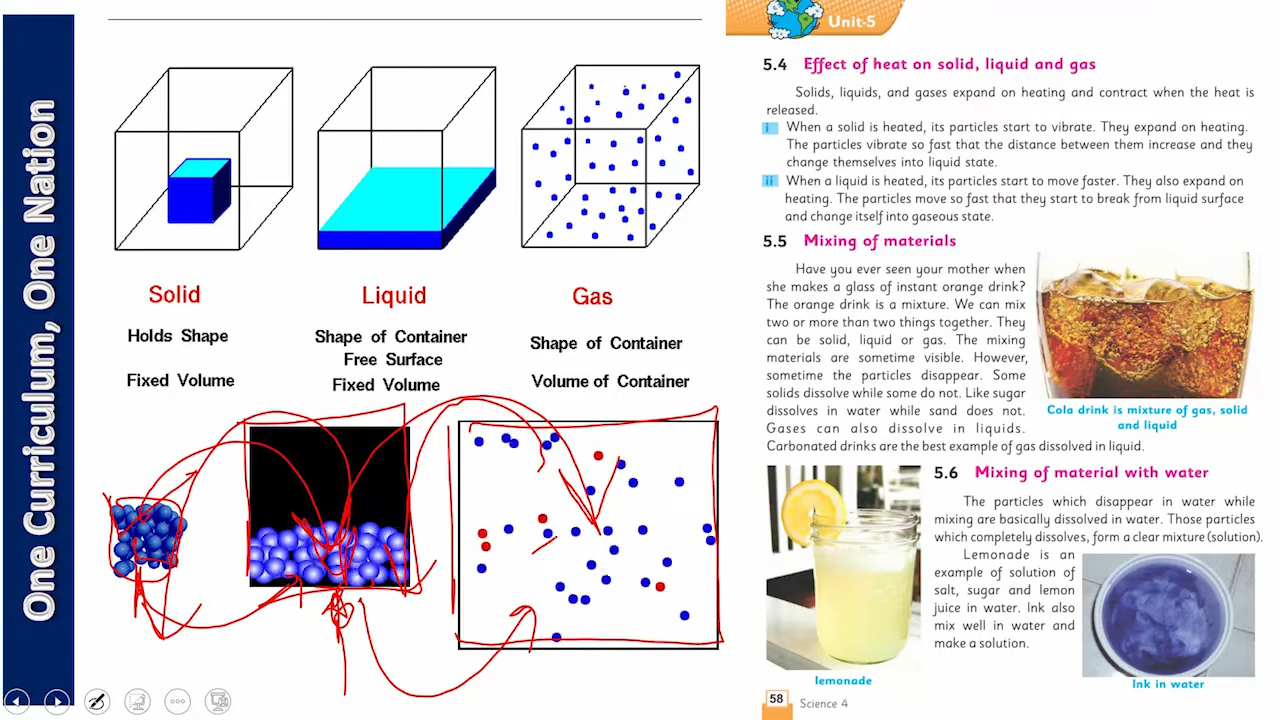 One Curriculum, One Nation
Solid
Holds Shape
Fixed Volume
Liquid
Shape of Container
Free Surface
Fixed Volume
Gas
Shape of Container
Volume of Container
Unit-5
5.4 Effect of heat on solid, liquid and gas
Solids, liquids, and gases expand on heating and contract when the heat is
released.
i When a solid is heated, its particles start to vibrate. They expand on heating.
The particles vibrate so fast that the distance between them increase and they
change themselves into liquid state.
ii When a liquid is heated, its particles start to move faster. They also expand on
heating. The particles move so fast that they start to break from liquid surface
and change itself into gaseous state.
5.5 Mixing of materials
Have you ever seen your mother when
she makes a glass of instant orange drink?
The orange drink is a mixture. We can mix
two or more than two things together. They
can be solid, liquid or gas. The mixing
materials are sometime visible. However,
sometime the particles disappear. Some
solids dissolve while some do not. Like sugar
dissolves in water while sand does not.
Gases can also dissolve in liquids.
Carbonated drinks are the best example of gas dissolved in liquid.
Cola drink is mixture of gas, solid
and liquid
5.6 Mixing of material with water
The particles which disappear in water while
mixing are basically dissolved in water. Those particles
which completely dissolves, form a clear mixture (solution).
Lemonade is an
example of solution of
salt, sugar and lemon
juice in water. Ink also
mix well in water and
make a solution.
lemonade
Ink in water
58 Science 4